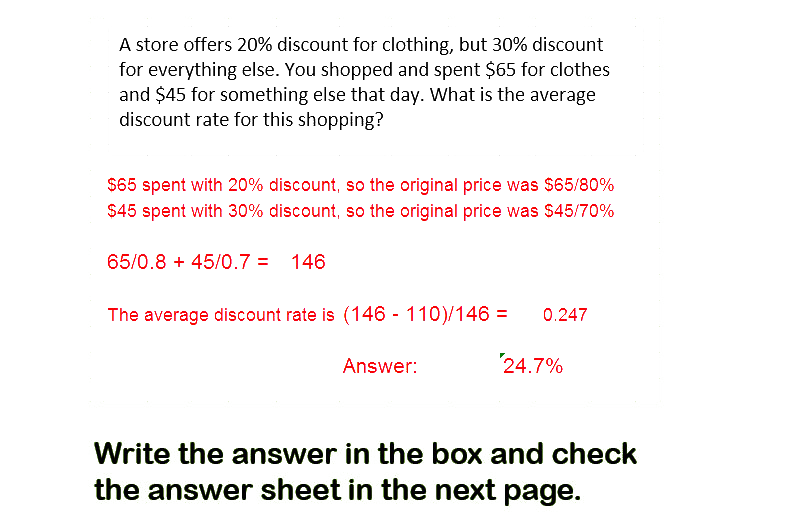 A store offers 20% discount for clothing, but 30% discount
for everything else. You shopped and spent $65 for clothes
and $45 for something else that day. What is the average
discount rate for this shopping?
$65 spent with 20% discount, so the original price was $65/80%
$45 spent with 30% discount, so the original price was $45/70%
65/0.8 + 45/0.7 = 146
The average discount rate is (146 - 110)/146 = 0.247
Answer: 24.7%
Write the answer in the box and check
the answer sheet in the next page.